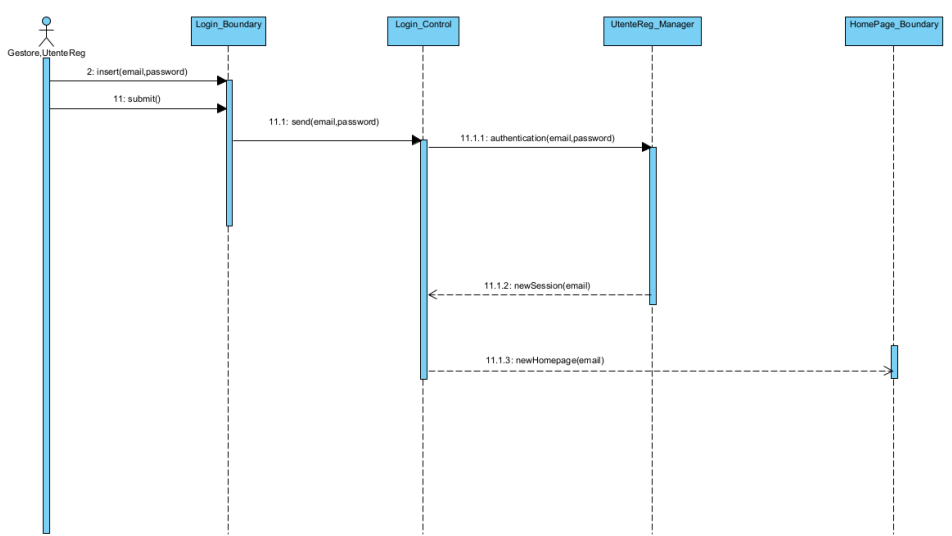 Login_Boundary
Login_Control
UtenteReg_Manager
HomePage_Boundary
Gestore,UtenteReg
2: insert(email,password)
11: submit()
11.1: send(email,password)
11.1.1: authentication(email,password)
11.1.2: newSession(email)
11.1.3: newHomepage(email)